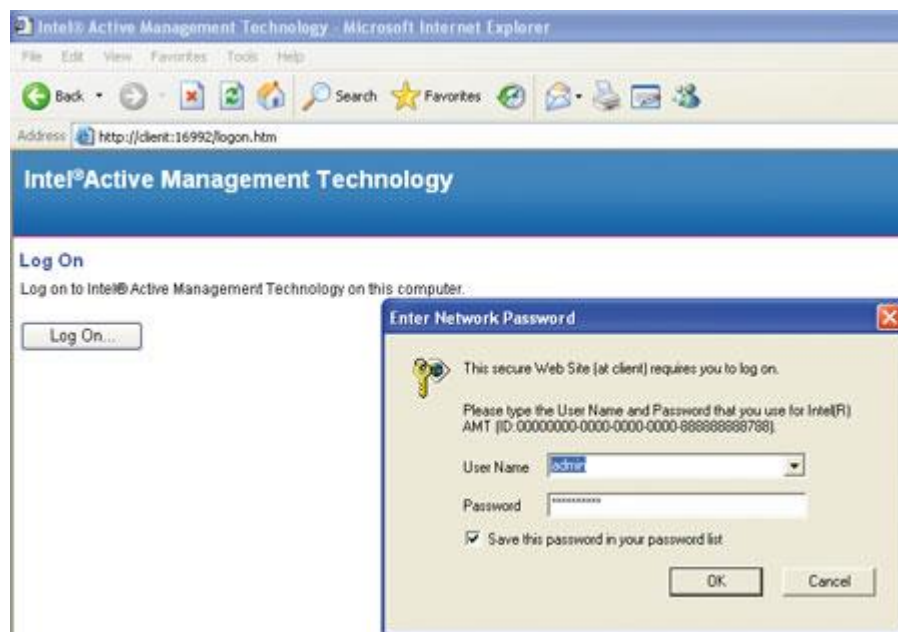 Intel® Active Management Technology - Microsoft Internet Explorer
File Edit View Favorites Tools Help
Back Search Favorites
Address http://client:16992/logon.htm
Intel®Active Management Technology
Log On
Log on to Intel® Active Management Technology on this computer.
Log On...
Enter Network Password
This secure Web Site (at client) requires you to log on.
Please type the User Name and Password that you use for Intel(R)
AMT (ID:00000000-0000-0000-0000-888888888788).
User Name admin
Password **********
Save this password in your password list
OK Cancel